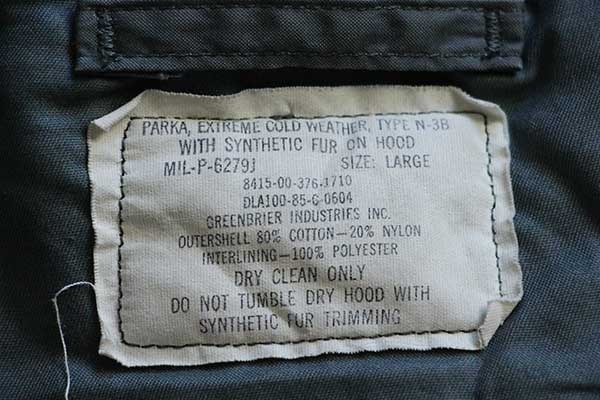 PARKA, EXTREME COLD WEATHER, TYPE N-3B
WITH SYNTHETIC FUR ON HOOD
MIL-P-6279J SIZE: LARGE
8415-00-376-1710
DLA100-85-C-0604
GREENBRIER INDUSTRIES INC.
OUTERSHELL 80% COTTON—20% NYLON
INTERLINING—100% POLYESTER
DRY CLEAN ONLY
DO NOT TUMBLE DRY HOOD WITH
SYNTHETIC FUR TRIMMING